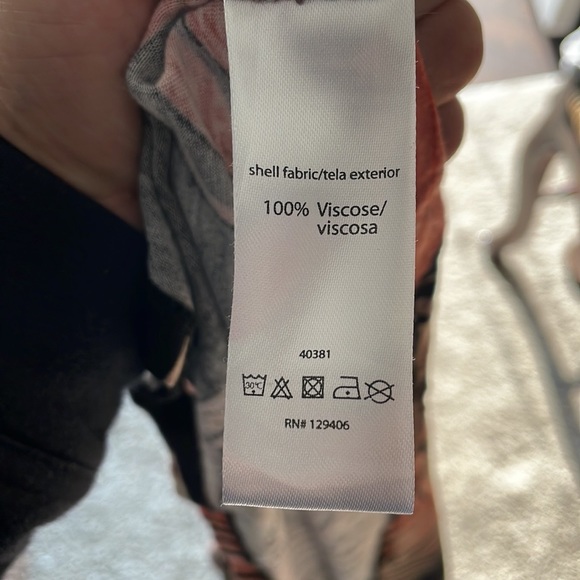 shell fabric/tela exterior
100% Viscose/
viscosa
40381
30°C
RN# 129406